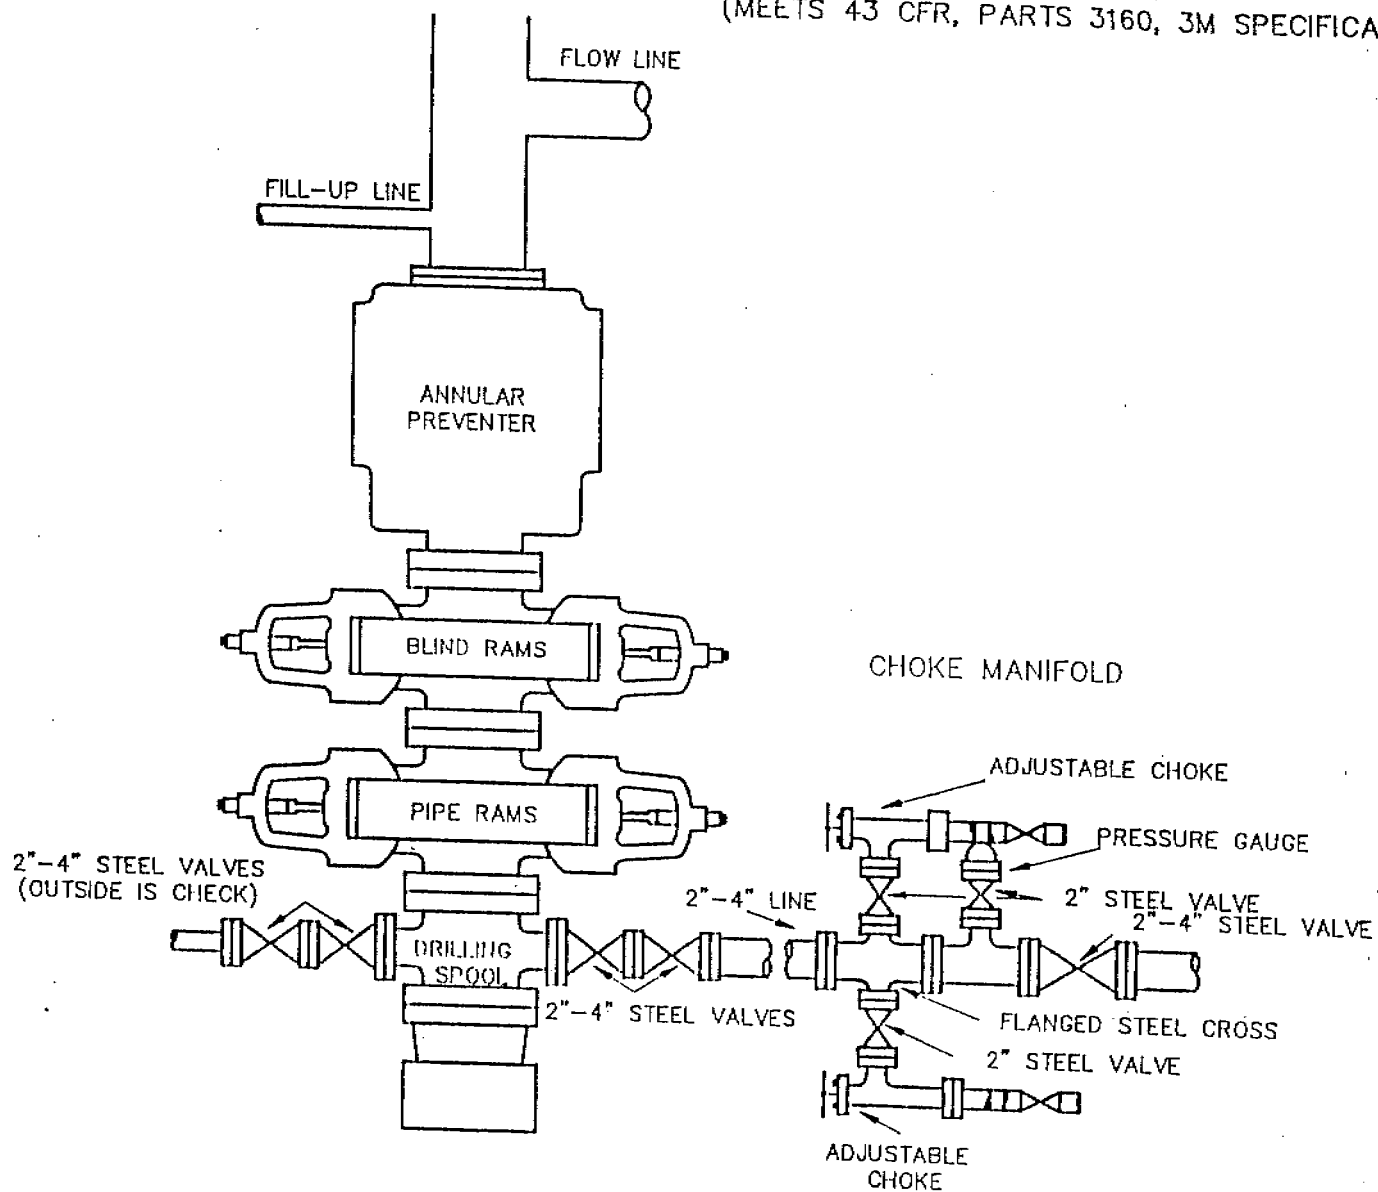 (MEETS 43 CFR, PARTS 3160, 3M SPECIFICA
FLOW LINE
FILL-UP LINE
ANNULAR
PREVENTER
BLIND RAMS
CHOKE MANIFOLD
ADJUSTABLE CHOKE
PIPE RAMS
PRESSURE GAUGE
2"-4" STEEL VALVES
(OUTSIDE IS CHECK)
2"-4" LINE
2" STEEL VALVE
2"-4" STEEL VALVE
DRILLING
SPOOL
2"-4" STEEL VALVES
FLANGED STEEL CROSS
2" STEEL VALVE
ADJUSTABLE
CHOKE